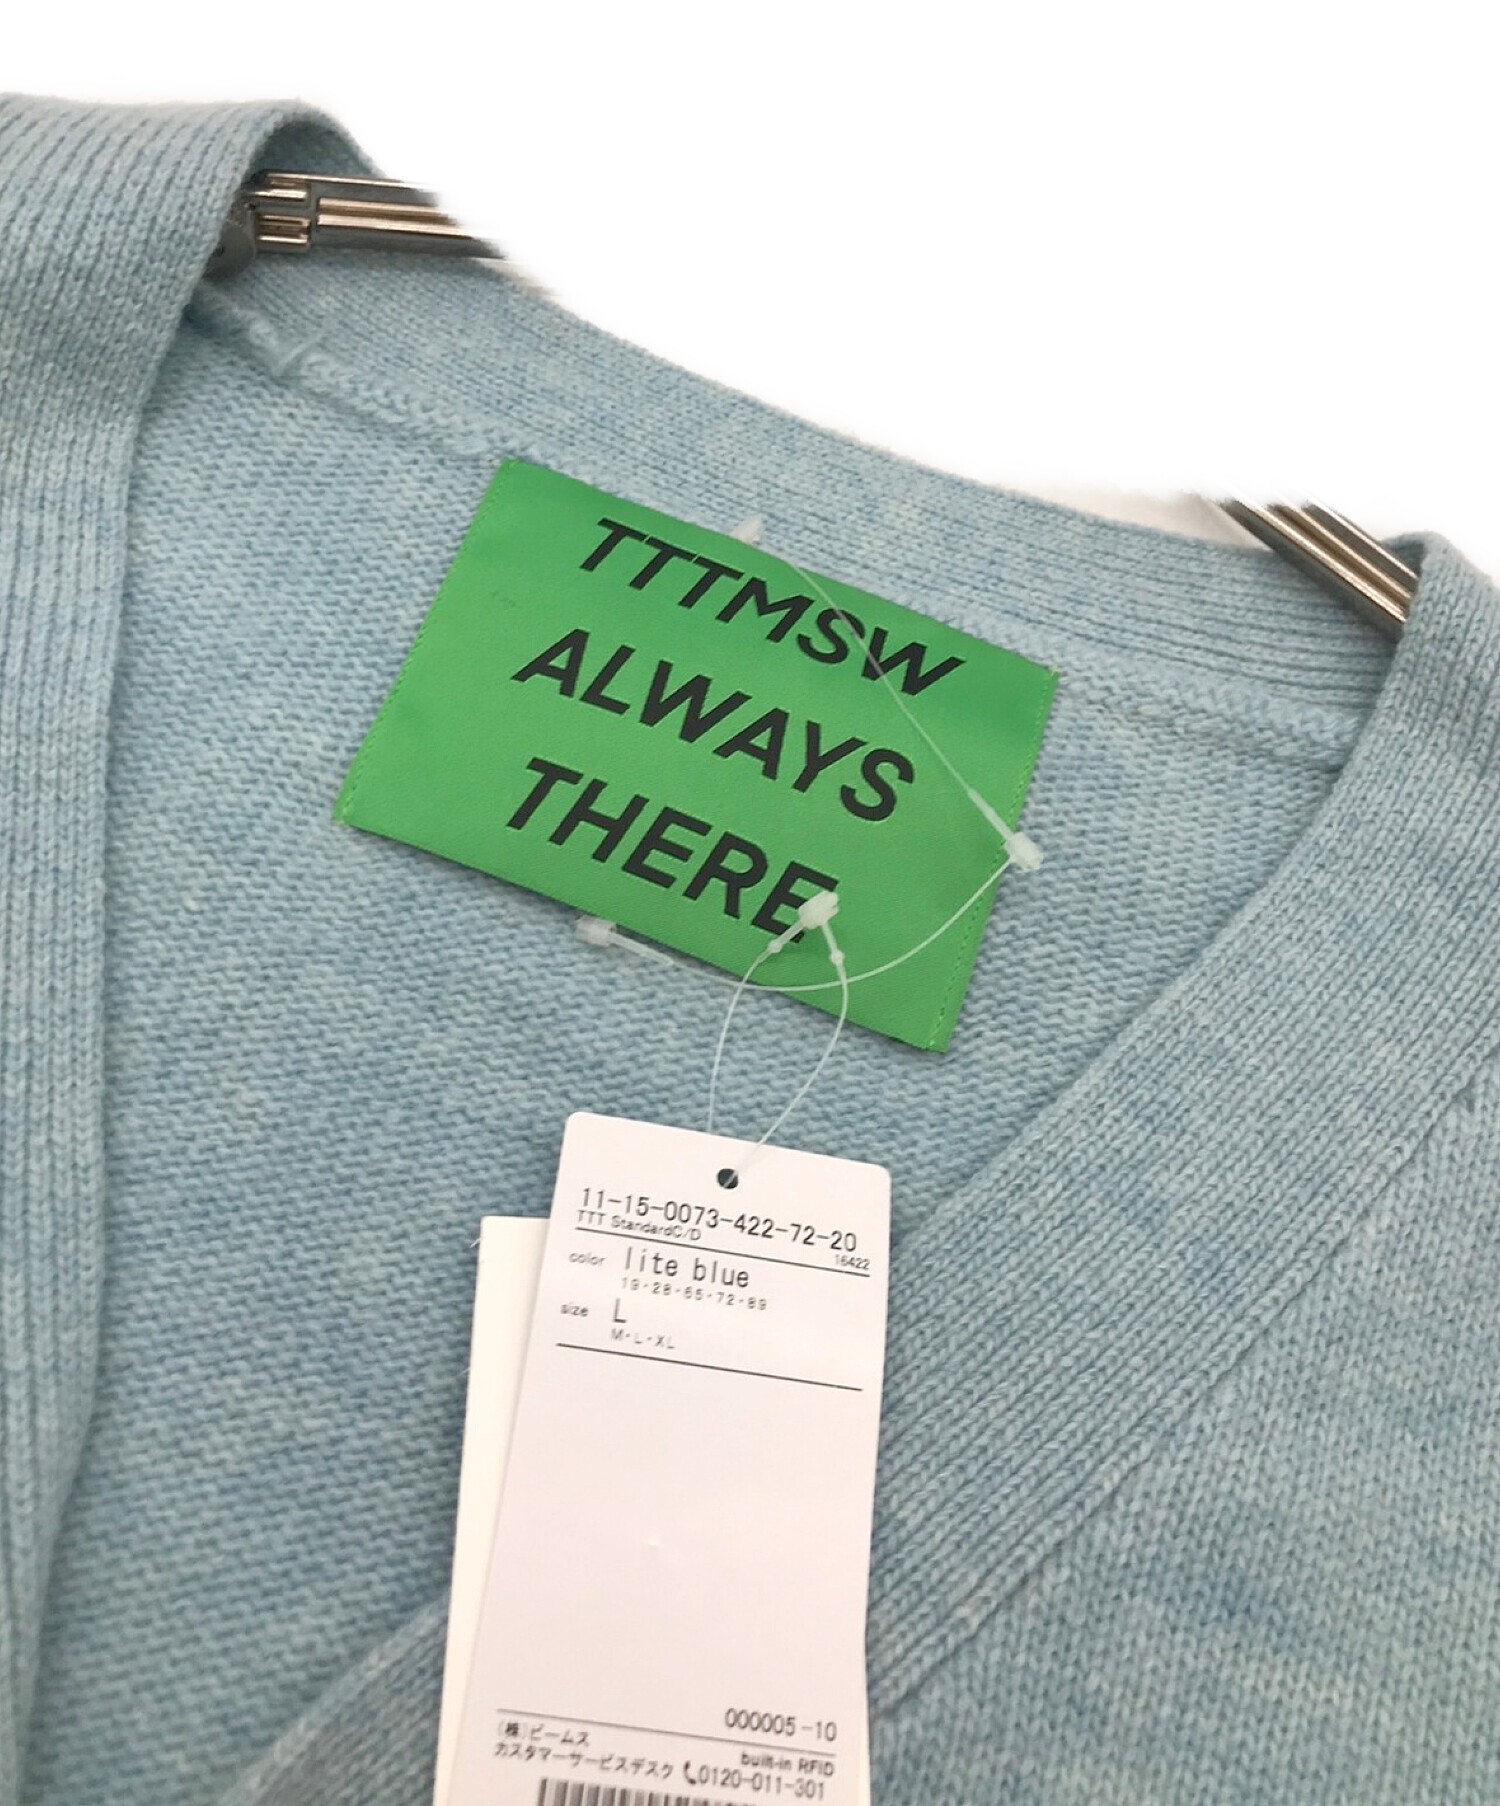 TTTMSW
ALWAYS
THERE
11-15-0073-422-72-20
TTT StandardC/D 16422
color lite blue
19・28・65・72・89
size L
M・L・XL
000005-10
(株)ビームス built-in RFID
カスタマーサービスデスク 0120-011-301